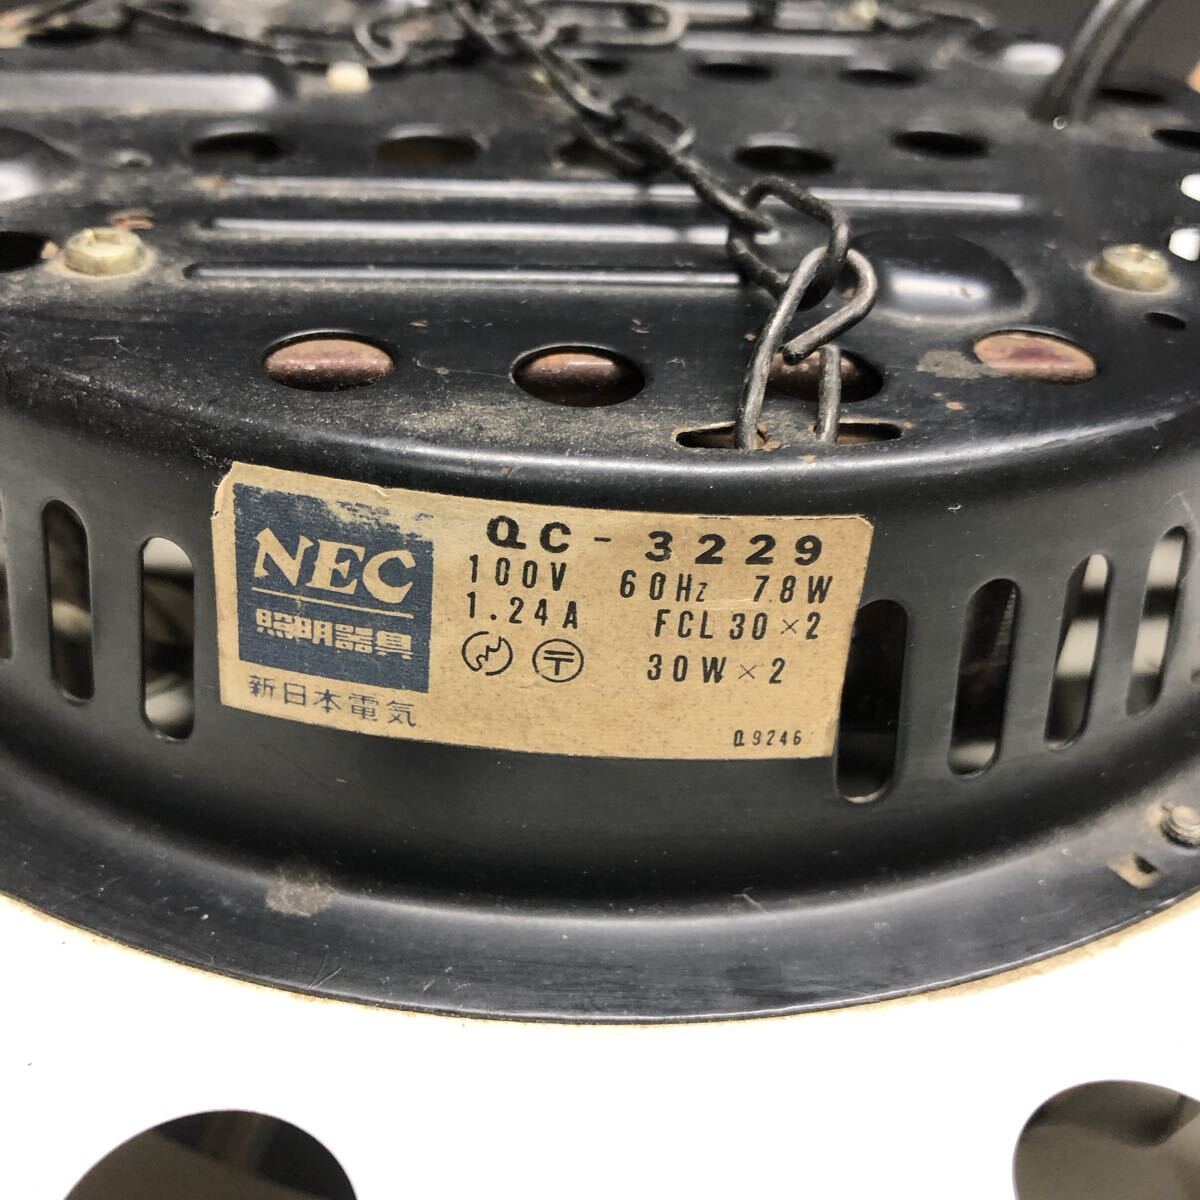 NEC
照明器具
新日本電気
QC-3229
100V 60Hz 78W
1.24A FCL30×2
〒 30W×2
Q9246